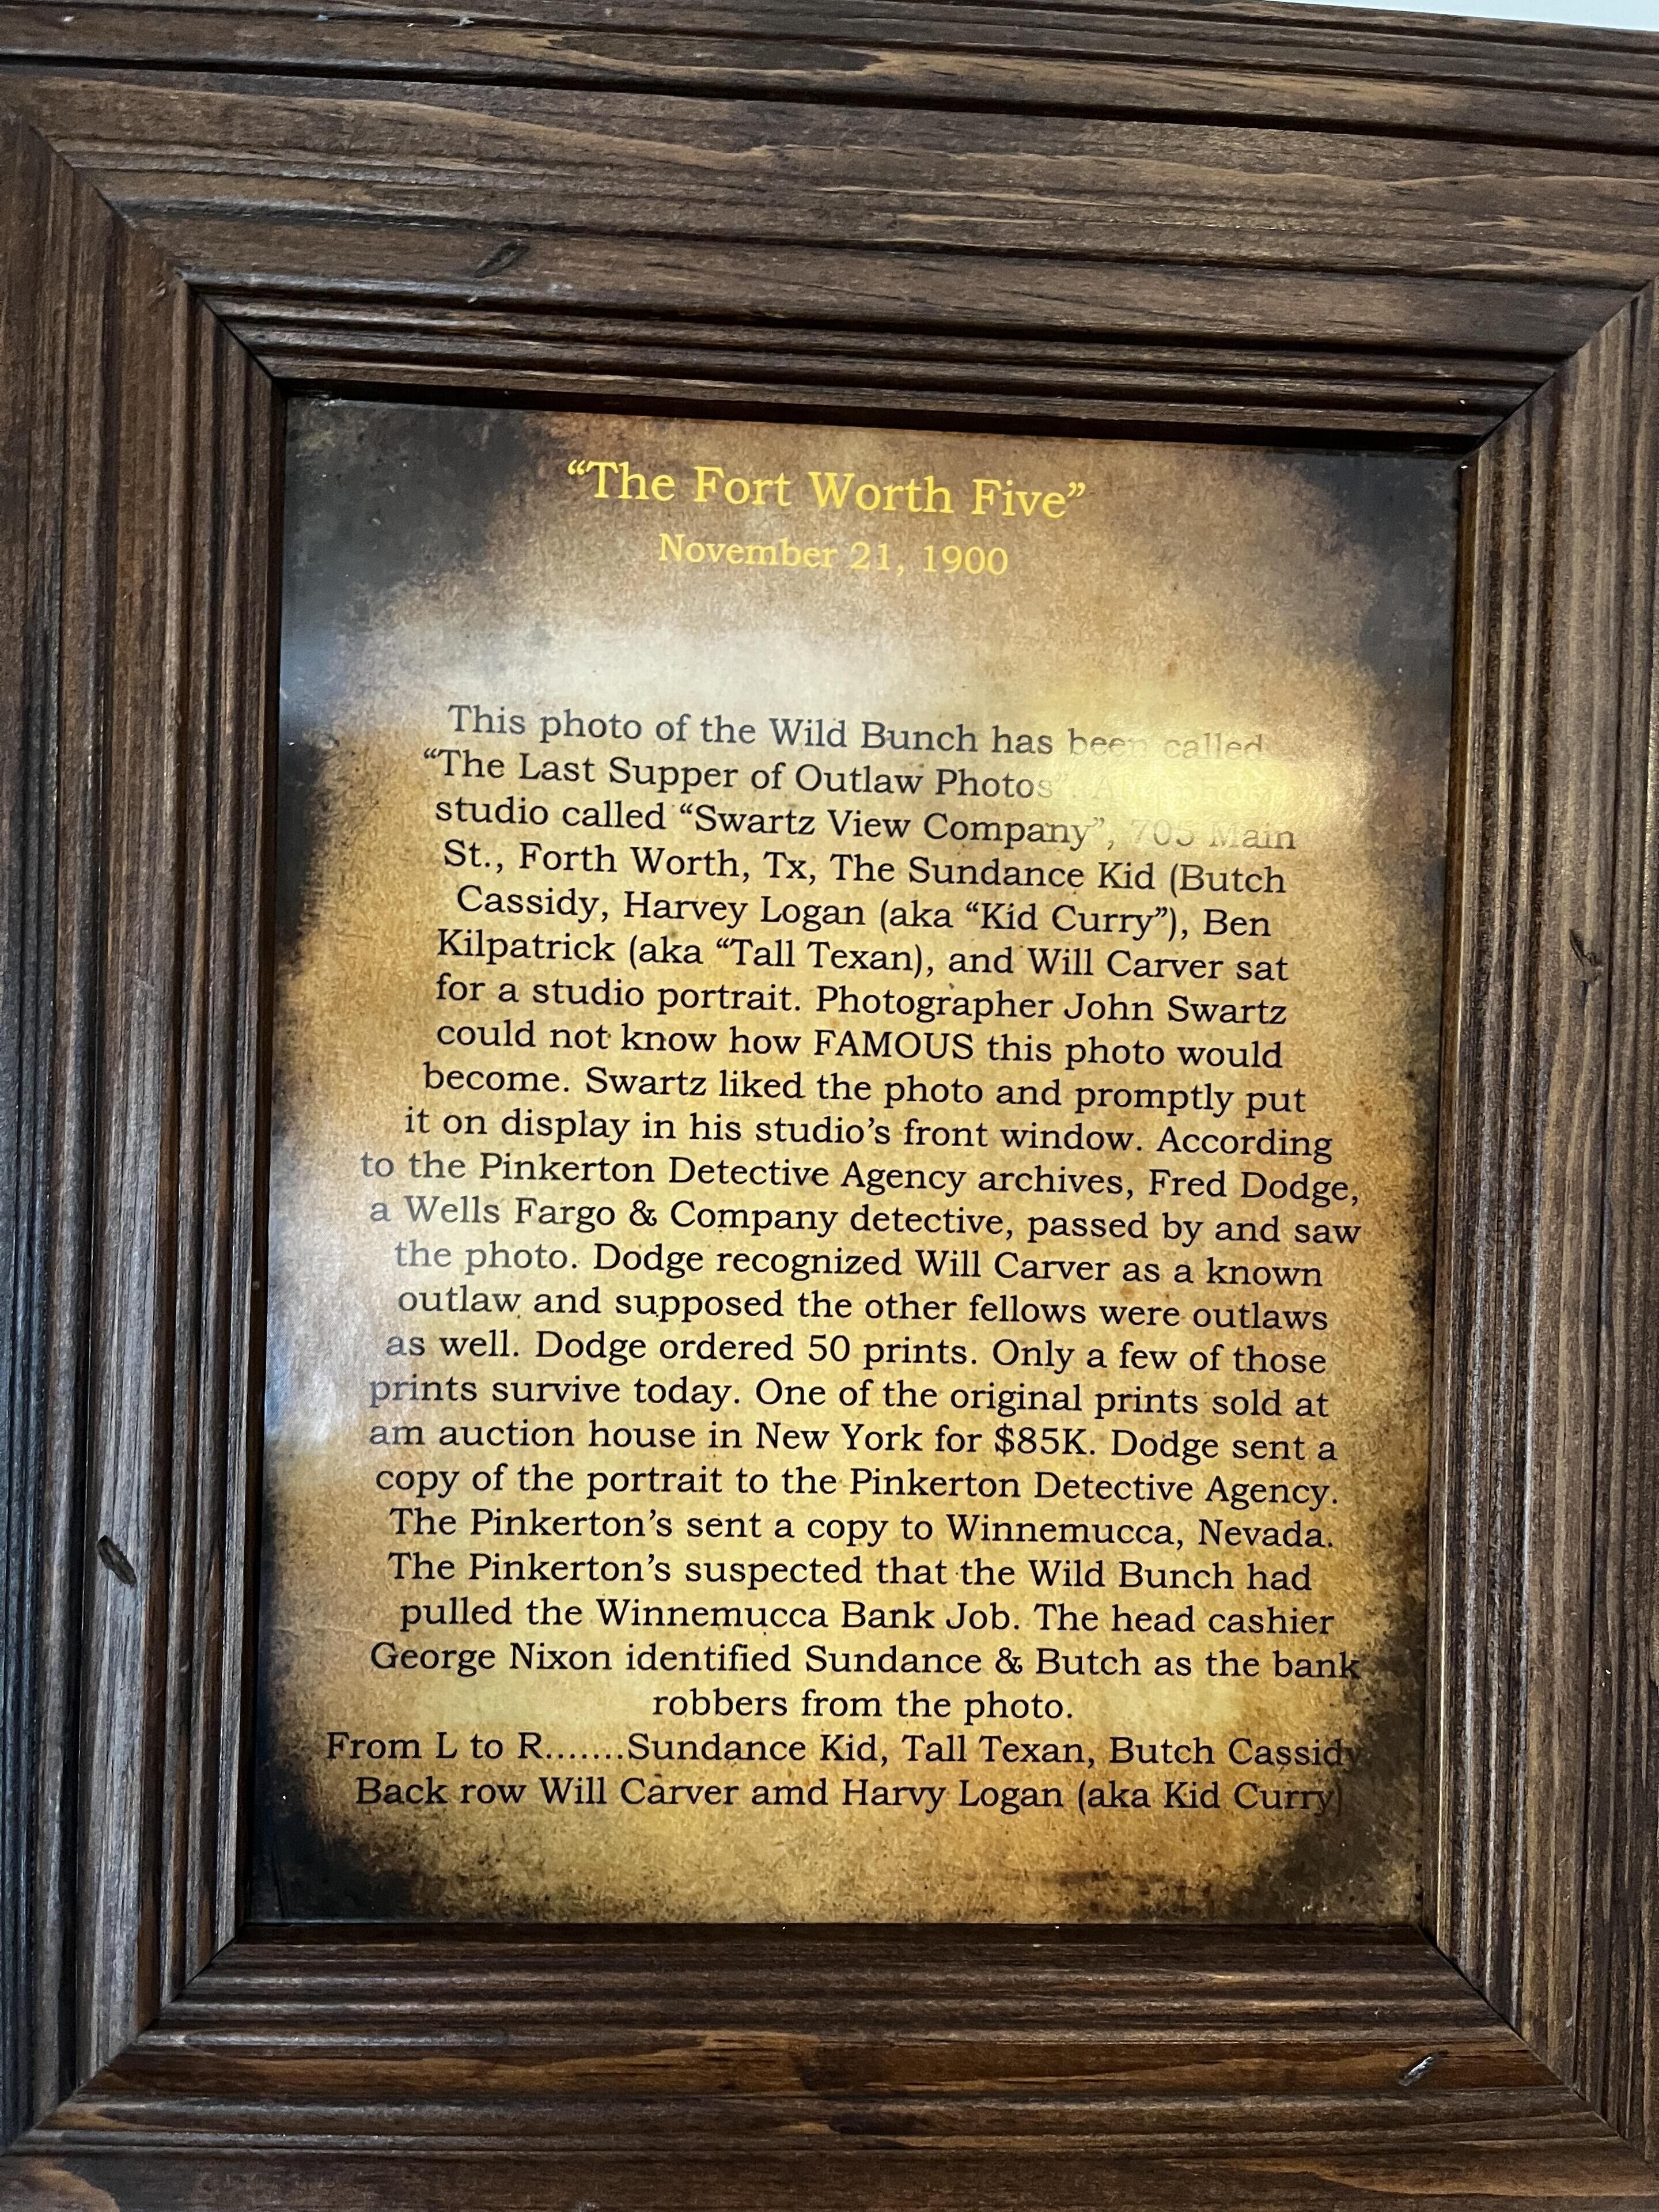 “The Fort Worth Five”
November 21, 1900
This photo of the Wild Bunch has been called
“The Last Supper of Outlaw Photos”. A
studio called “Swartz View Company”, 705 Main
St., Forth Worth, Tx, The Sundance Kid (Butch
Cassidy, Harvey Logan (aka “Kid Curry”), Ben
Kilpatrick (aka “Tall Texan), and Will Carver sat
for a studio portrait. Photographer John Swartz
could not know how FAMOUS this photo would
become. Swartz liked the photo and promptly put
it on display in his studio’s front window. According
to the Pinkerton Detective Agency archives, Fred Dodge,
a Wells Fargo & Company detective, passed by and saw
the photo. Dodge recognized Will Carver as a known
outlaw and supposed the other fellows were outlaws
as well. Dodge ordered 50 prints. Only a few of those
prints survive today. One of the original prints sold at
am auction house in New York for $85K. Dodge sent a
copy of the portrait to the Pinkerton Detective Agency.
The Pinkerton’s sent a copy to Winnemucca, Nevada.
The Pinkerton’s suspected that the Wild Bunch had
pulled the Winnemucca Bank Job. The head cashier
George Nixon identified Sundance & Butch as the bank
robbers from the photo.
From L to R.......Sundance Kid, Tall Texan, Butch Cassidy
Back row Will Carver amd Harvy Logan (aka Kid Curry)